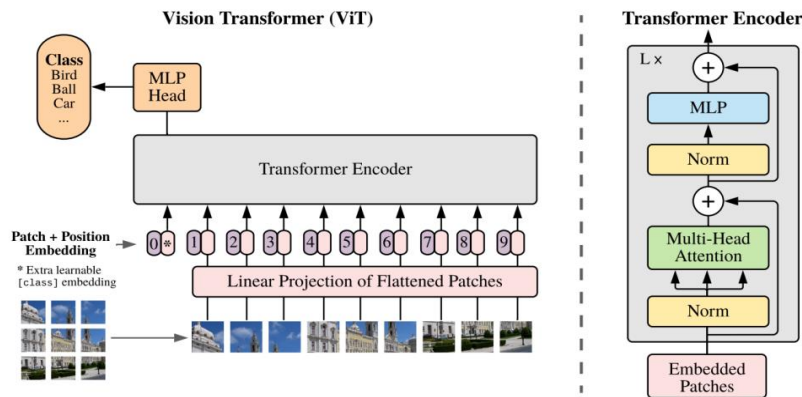 Vision Transformer (ViT)
Class
Bird
Ball
Car
...
MLP
Head
Transformer Encoder
Patch + Position
Embedding
0 * 1 2 3 4 5 6 7 8 9
* Extra learnable
[class] embedding
Linear Projection of Flattened Patches
Transformer Encoder
L ×
+
MLP
Norm
+
Multi-Head
Attention
Norm
Embedded
Patches